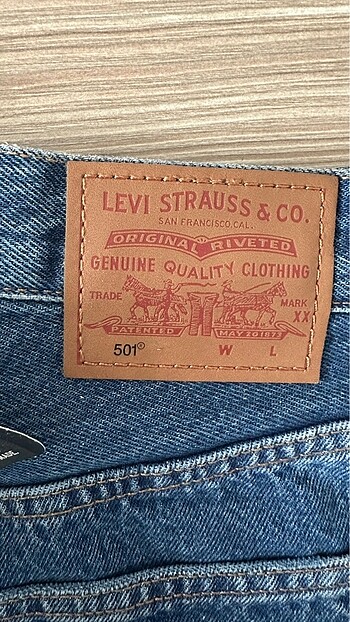 LEVI STRAUSS & CO.
SAN FRANCISCO, CAL.
ORIGINAL RIVETED
GENUINE QUALITY CLOTHING
TRADE MARK
XX
PATENTED MAY 20 1873
501® W L
MADE